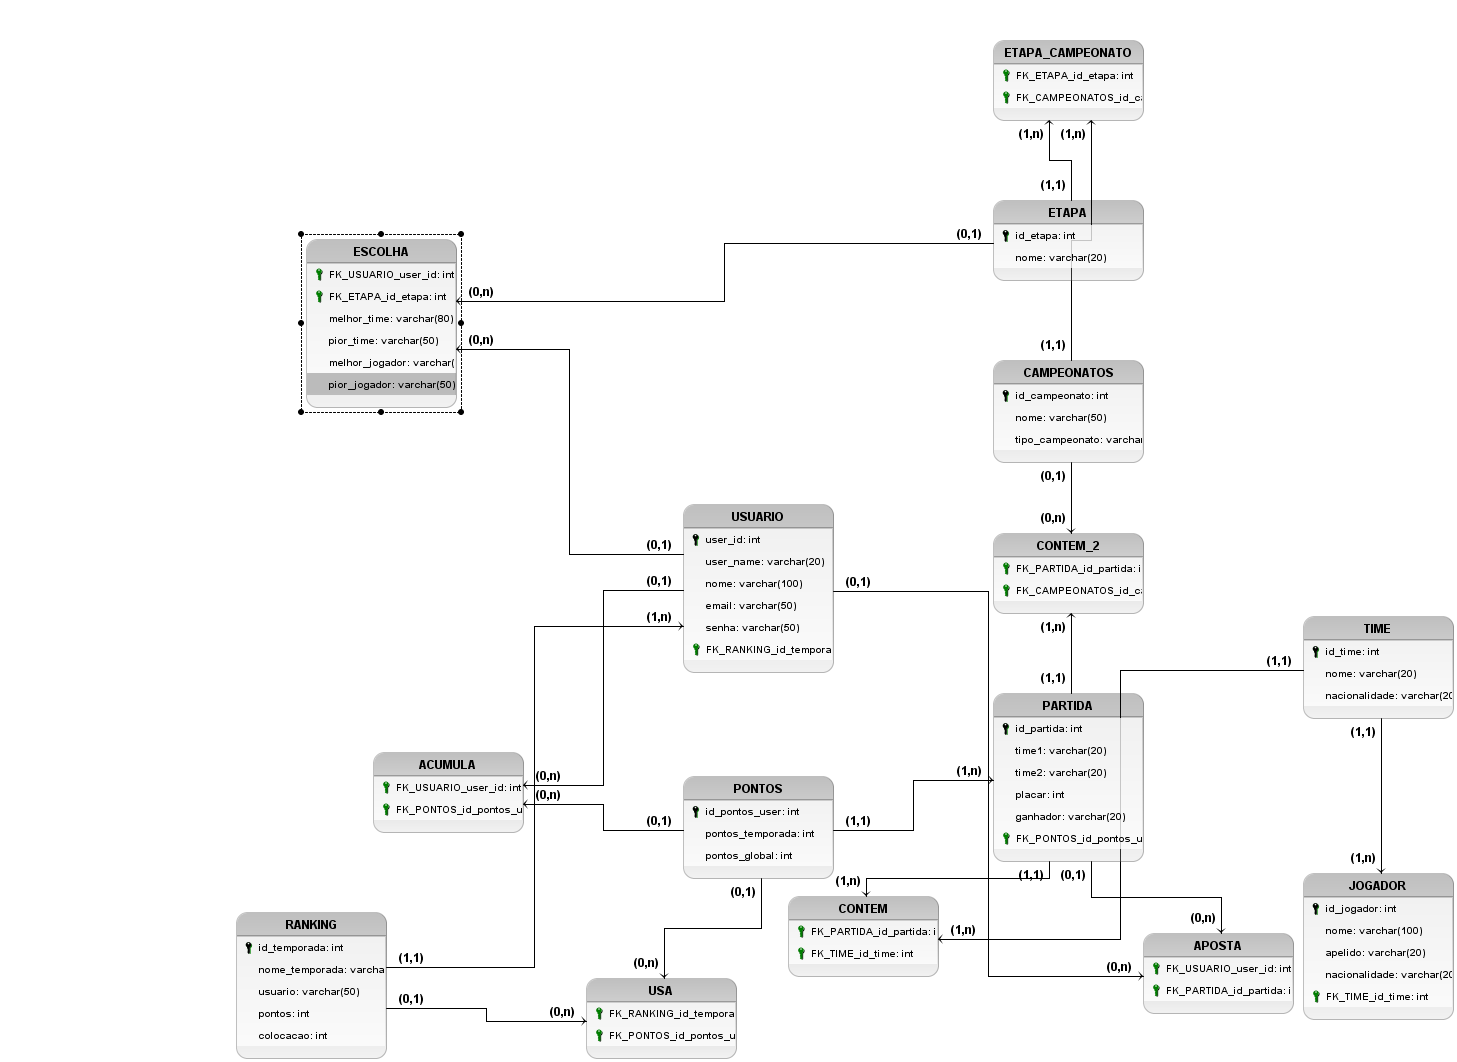 ETAPA_CAMPEONATO
FK_ETAPA_id_etapa: int
FK_CAMPEONATOS_id_c
(1,n)
(1,n)
(1,1)
ETAPA
id_etapa: int
nome: varchar(20)
(0,1)
ESCOLHA
FK_USUARIO_user_id: int
FK_ETAPA_id_etapa: int
melhor_time: varchar(80)
pior_time: varchar(50)
melhor_jogador: varchar(
pior_jogador: varchar(50)
(0,n)
(0,n)
(1,1)
CAMPEONATOS
id_campeonato: int
nome: varchar(50)
tipo_campeonato: varchar
(0,1)
(0,n)
CONTEM_2
FK_PARTIDA_id_partida: i
FK_CAMPEONATOS_id_c
(1,n)
(1,1)
USUARIO
user_id: int
user_name: varchar(20)
nome: varchar(100)
email: varchar(50)
senha: varchar(50)
FK_RANKING_id_tempora
(0,1)
(0,1)
(1,n)
(0,1)
TIME
id_time: int
nome: varchar(20)
nacionalidade: varchar(20
(1,1)
(1,1)
PARTIDA
id_partida: int
time1: varchar(20)
time2: varchar(20)
placar: int
ganhador: varchar(20)
FK_PONTOS_id_pontos_u
(1,n)
(1,1)
(0,1)
ACUMULA
FK_USUARIO_user_id: int
FK_PONTOS_id_pontos_u
(0,n)
(0,n)
PONTOS
id_pontos_user: int
pontos_temporada: int
pontos_global: int
(0,1)
(1,1)
(0,1)
(1,n)
CONTEM
FK_PARTIDA_id_partida: i
FK_TIME_id_time: int
(1,n)
(1,n)
JOGADOR
id_jogador: int
nome: varchar(100)
apelido: varchar(20)
nacionalidade: varchar(20
FK_TIME_id_time: int
(0,n)
(0,n)
APOSTA
FK_USUARIO_user_id: int
FK_PARTIDA_id_partida: i
RANKING
id_temporada: int
nome_temporada: varcha
usuario: varchar(50)
pontos: int
colocacao: int
(1,1)
(0,1)
(0,n)
(0,n)
USA
FK_RANKING_id_tempora
FK_PONTOS_id_pontos_u